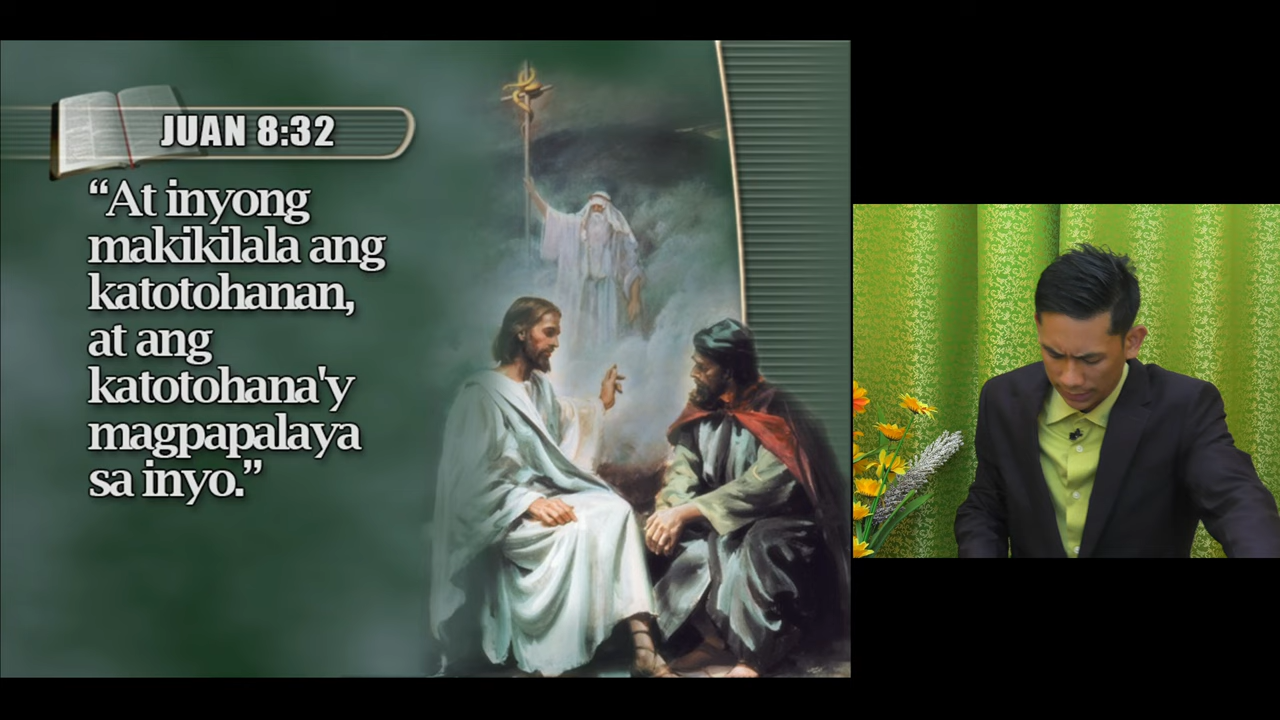 JUAN 8:32
“At inyong
makikilala ang
katotohanan,
at ang
katotohana'y
magpapalaya
sa inyo.”